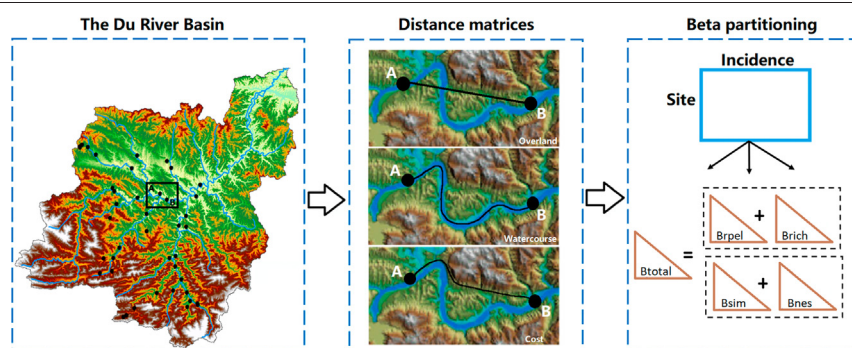 The Du River Basin
Distance matrices
Beta partitioning
A
B
A
B
Overland
A
B
Watercourse
A
B
Cost
Incidence
Site
Btotal
=
Brpel
+
Brich
Bsim
+
Bnes